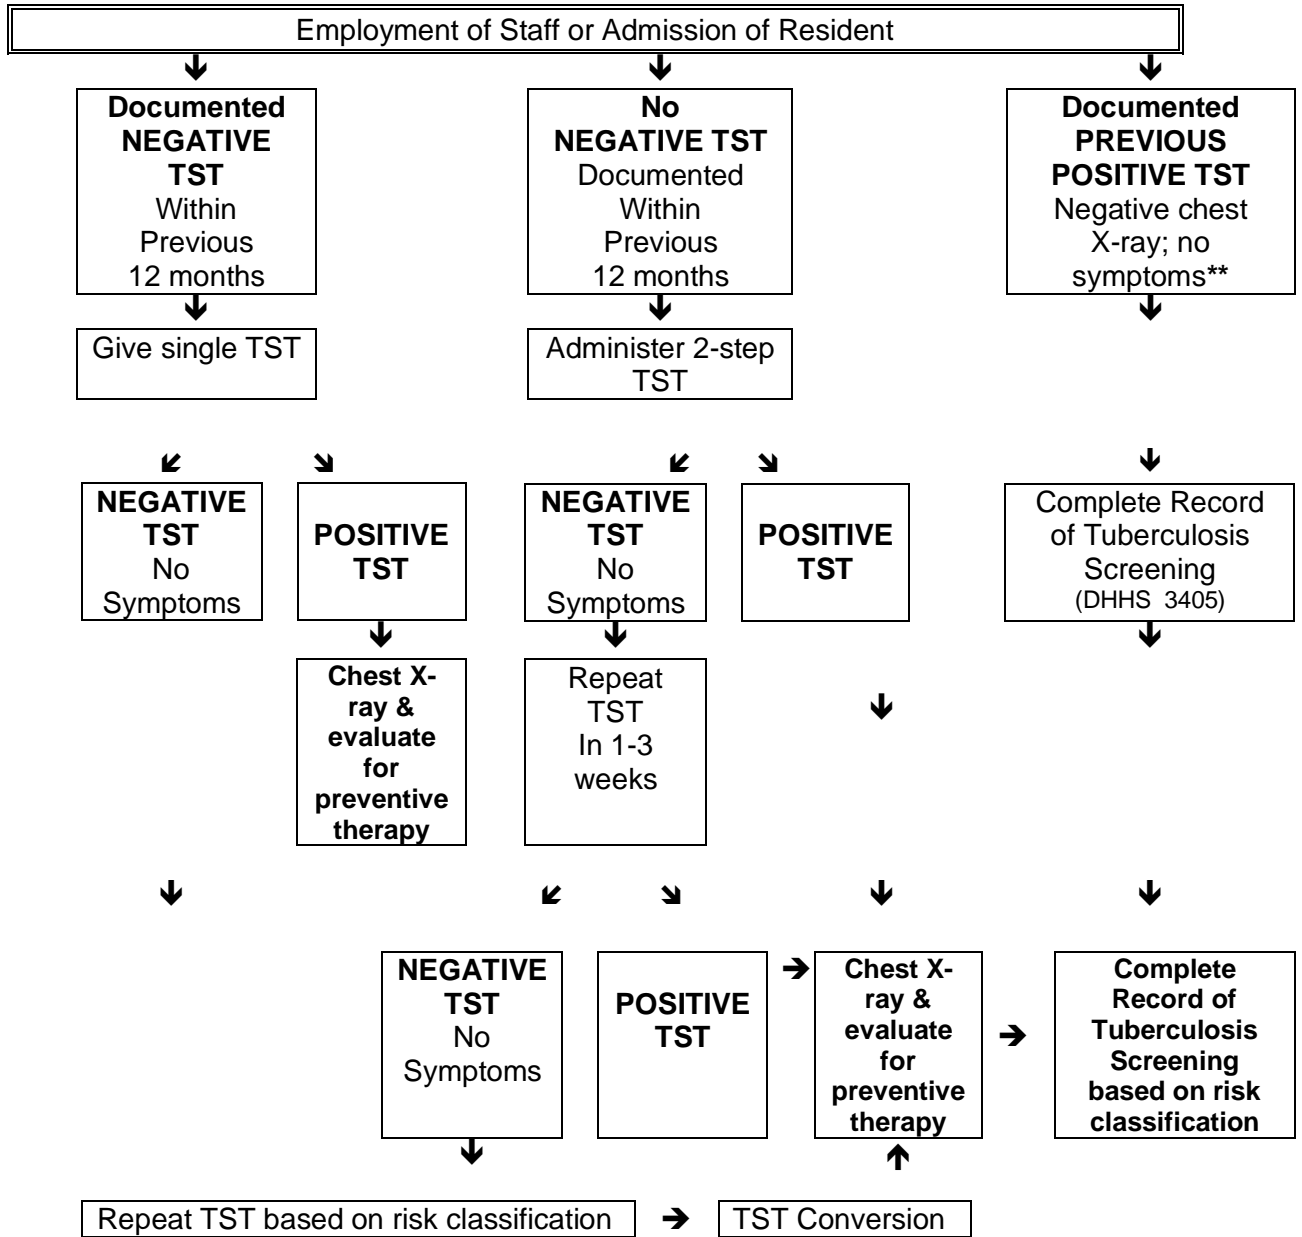 Employment of Staff or Admission of Resident
Documented
NEGATIVE
TST
Within
Previous
12 months
No
NEGATIVE TST
Documented
Within
Previous
12 months
Documented
PREVIOUS
POSITIVE TST
Negative chest
X-ray; no
symptoms**
Give single TST
Administer 2-step
TST
NEGATIVE
TST
No
Symptoms
POSITIVE
TST
NEGATIVE
TST
No
Symptoms
POSITIVE
TST
Complete Record
of Tuberculosis
Screening
(DHHS 3405)
Chest X-
ray &
evaluate
for
preventive
therapy
Repeat
TST
In 1-3
weeks
NEGATIVE
TST
No
Symptoms
POSITIVE
TST
Chest X-
ray &
evaluate
for
preventive
therapy
Complete
Record of
Tuberculosis
Screening
based on risk
classification
Repeat TST based on risk classification
TST Conversion